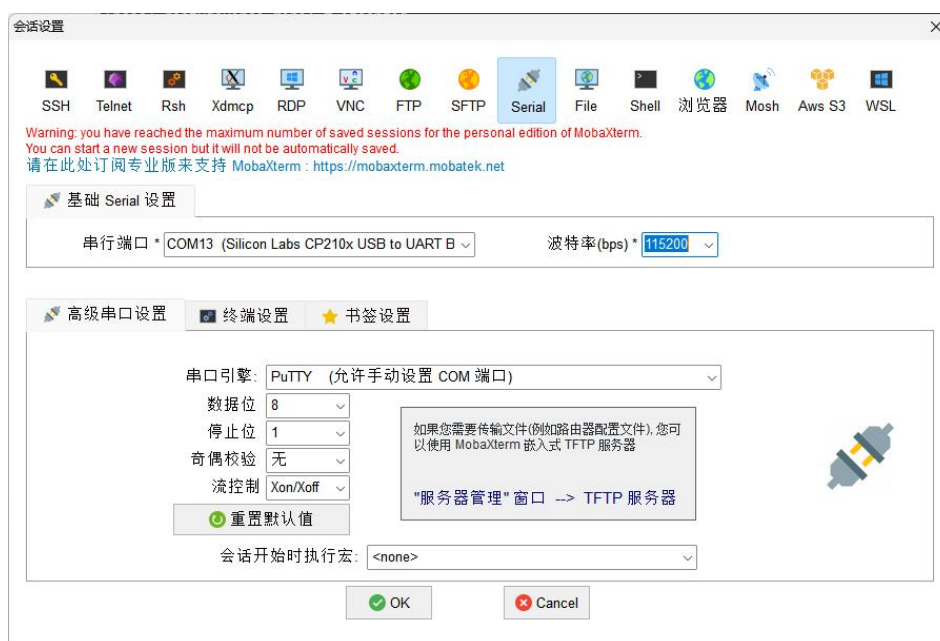 会话设置
SSH Telnet Rsh Xdmcp RDP VNC FTP SFTP Serial File Shell 浏览器 Mosh Aws S3 WSL
Warning: you have reached the maximum number of saved sessions for the personal edition of MobaXterm.
You can start a new session but it will not be automatically saved.
请在此处订阅专业版来支持 MobaXterm : https://mobaxterm.mobatek.net
基础 Serial 设置
串行端口 * COM13 (Silicon Labs CP210x USB to UART B 波特率(bps) * 115200
高级串口设置 终端设置 书签设置
串口引擎: PuTTY (允许手动设置 COM 端口)
数据位 8
停止位 1
奇偶校验 无
流控制 Xon/Xoff
重置默认值
如果您需要传输文件(例如路由器配置文件), 您可
以使用 MobaXterm 嵌入式 TFTP 服务器
"服务器管理" 窗口 --> TFTP 服务器
会话开始时执行宏: <none>
OK Cancel